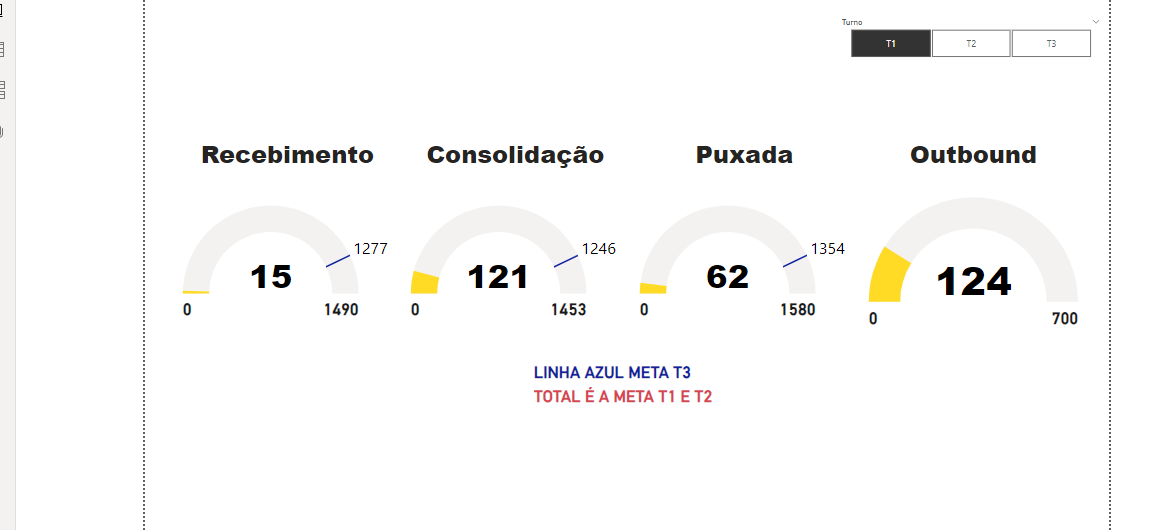 Turno
T1 T2 T3
Recebimento Consolidação Puxada Outbound
1277 1246 1354
15 121 62 124
0 1490 0 1453 0 1580 0 700
LINHA AZUL META T3
TOTAL É A META T1 E T2